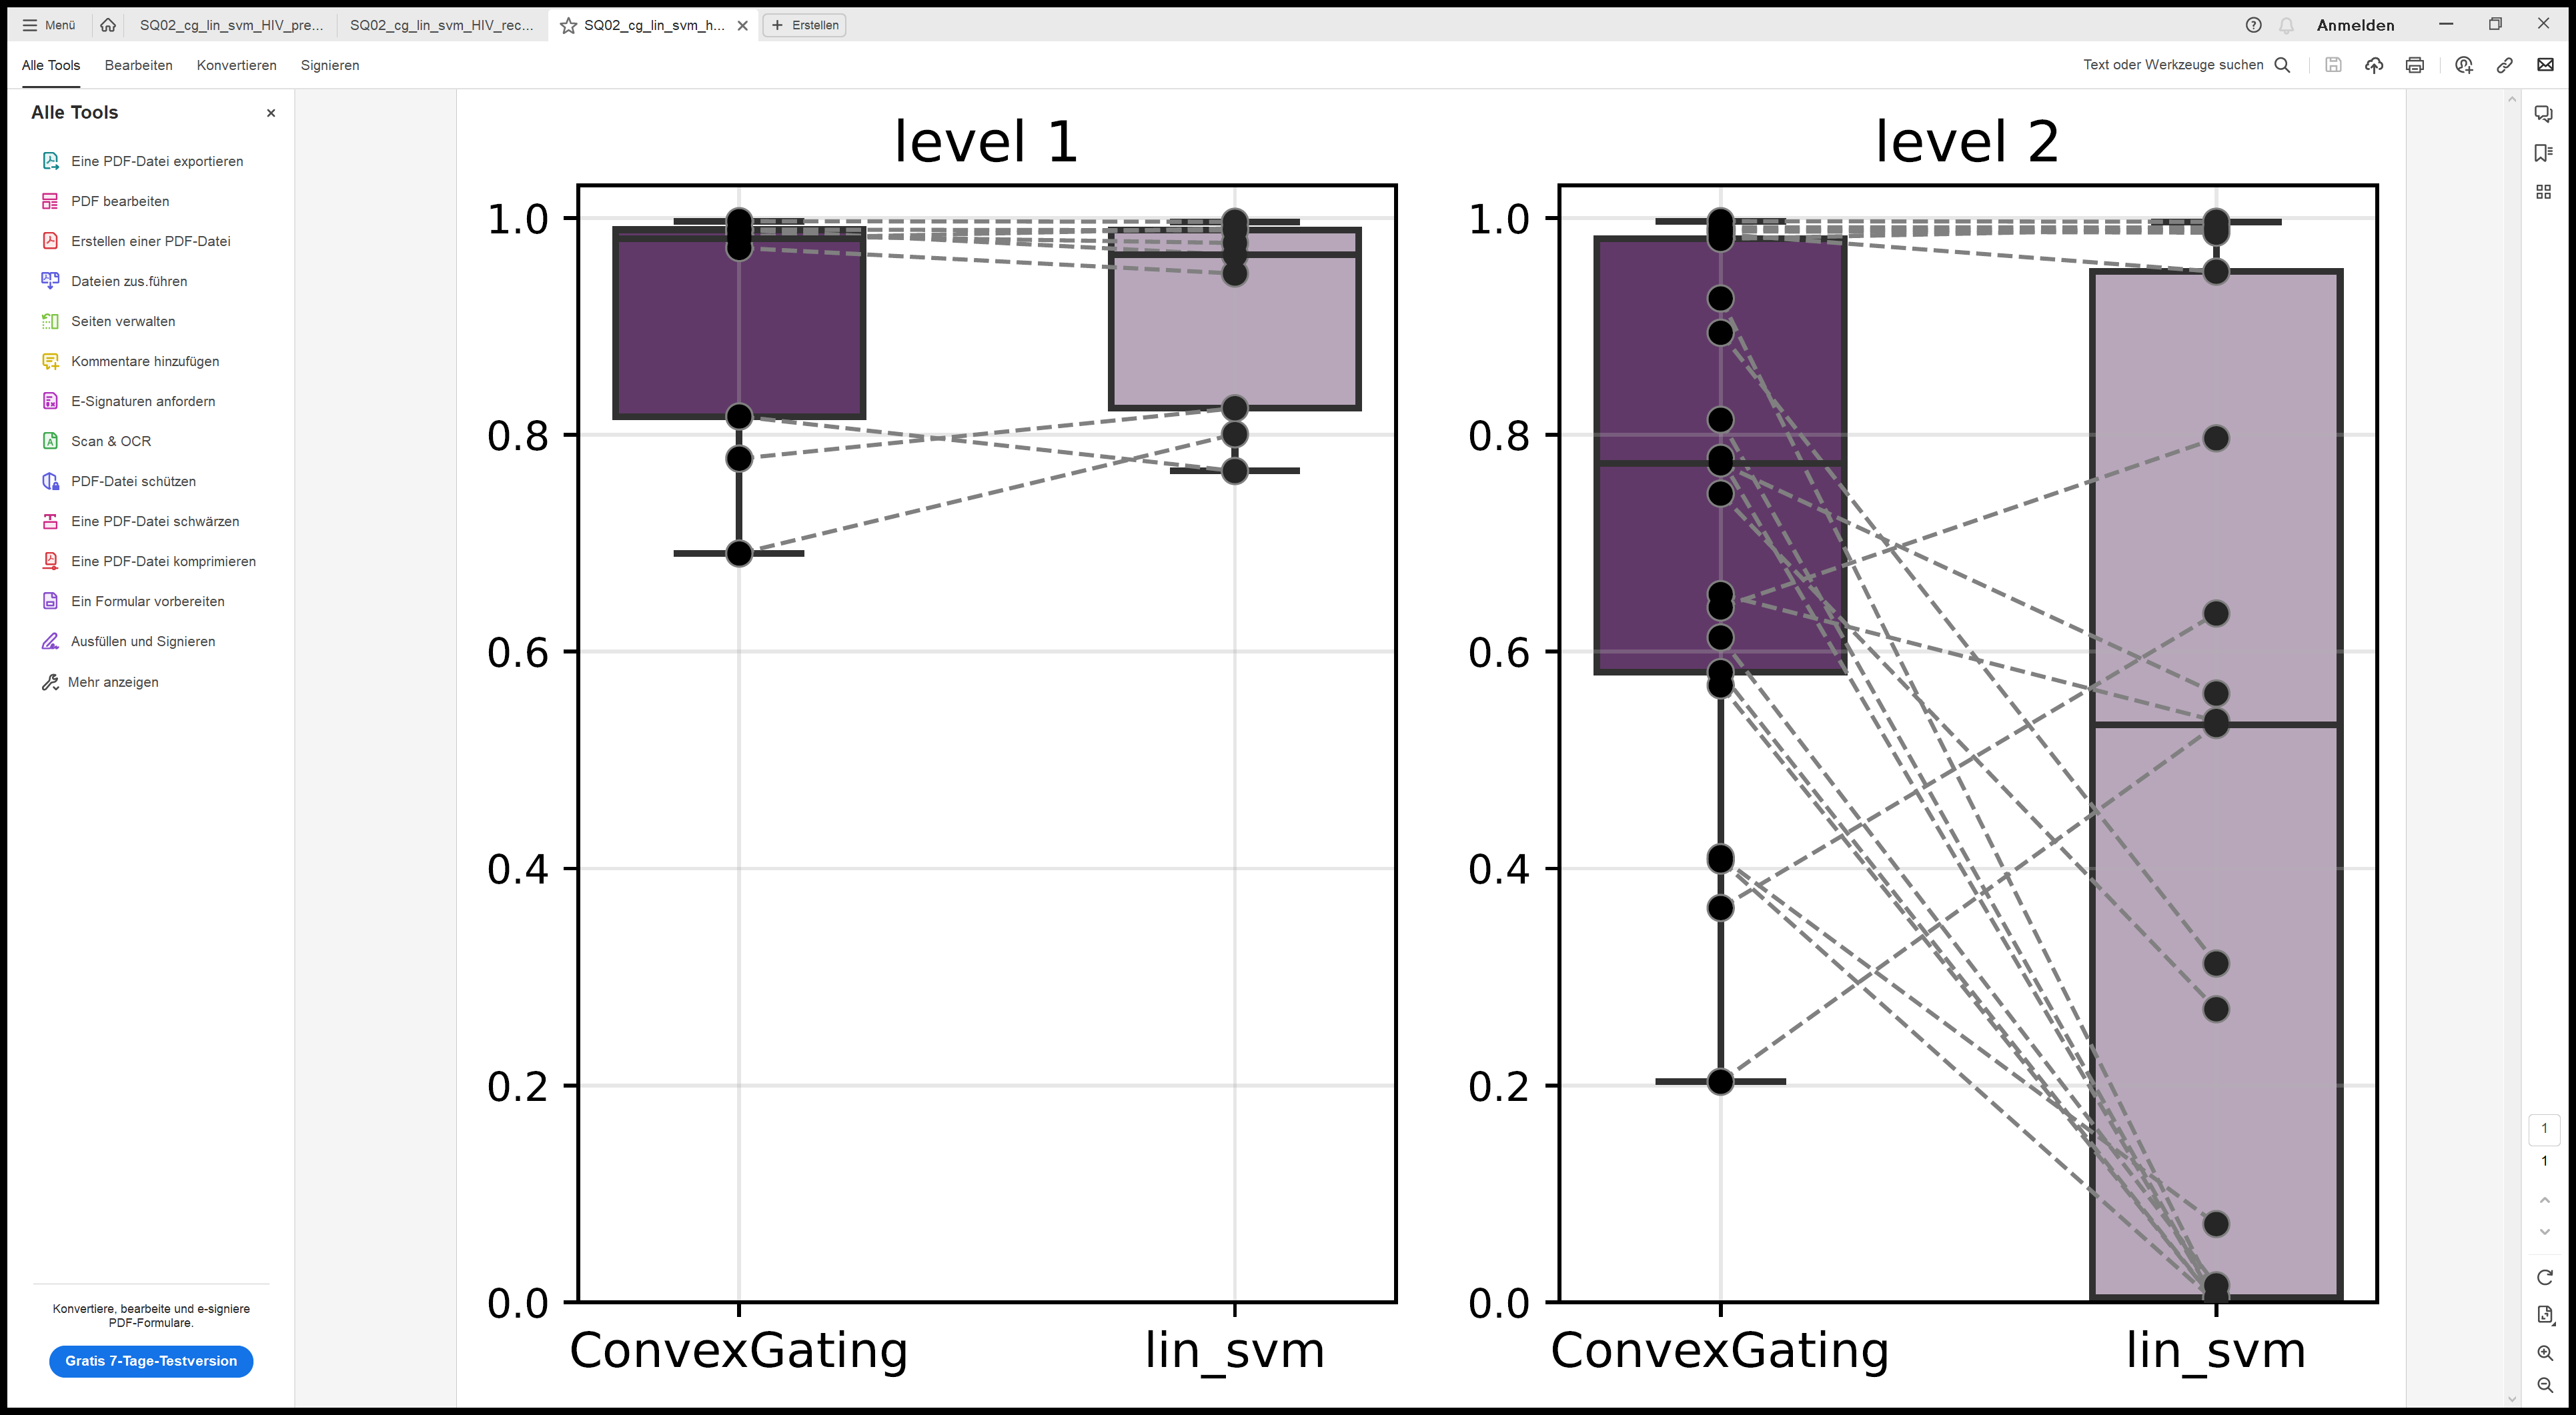 Menü
SQ02_cg_lin_svm_HIV_pre...
SQ02_cg_lin_svm_HIV_rec...
SQ02_cg_lin_svm_h...
Erstellen
Anmelden
Alle Tools
Bearbeiten
Konvertieren
Signieren
Text oder Werkzeuge suchen
Alle Tools
Eine PDF-Datei exportieren
PDF bearbeiten
Erstellen einer PDF-Datei
Dateien zus.führen
Seiten verwalten
Kommentare hinzufügen
E-Signaturen anfordern
Scan & OCR
PDF-Datei schützen
Eine PDF-Datei schwärzen
Eine PDF-Datei komprimieren
Ein Formular vorbereiten
Ausfüllen und Signieren
Mehr anzeigen
Konvertiere, bearbeite und e-signiere
PDF-Formulare.
Gratis 7-Tage-Testversion
level 1
1.0
0.8
0.6
0.4
0.2
0.0
ConvexGating
lin_svm
level 2
1.0
0.8
0.6
0.4
0.2
0.0
ConvexGating
lin_svm
1
1